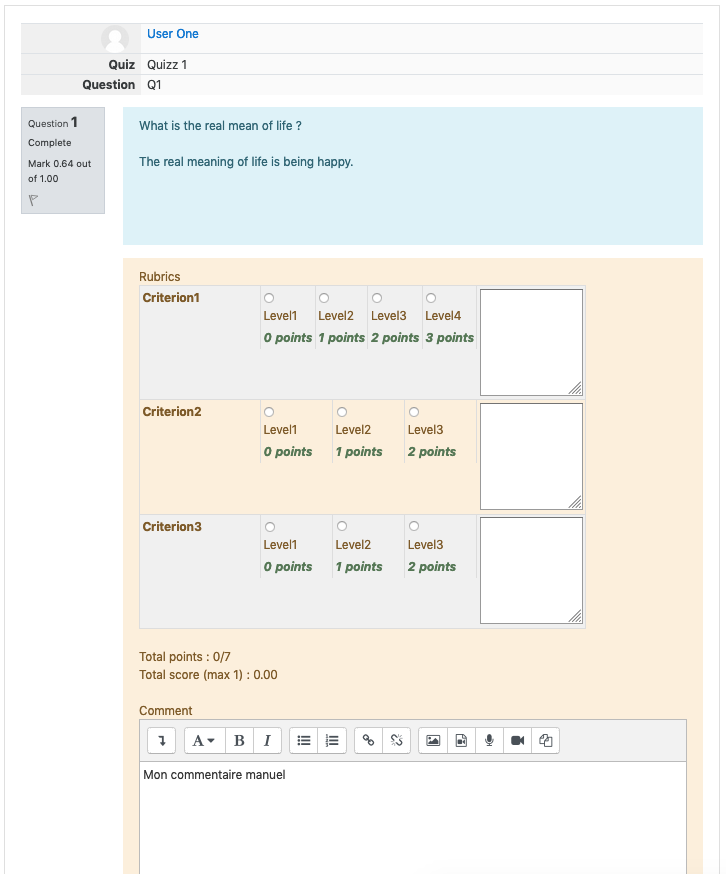 User One
Quiz Quizz 1
Question Q1
Question 1
Complete
Mark 0.64 out
of 1.00
What is the real mean of life ?
The real meaning of life is being happy.
Rubrics
Criterion1
Level1 Level2 Level3 Level4
0 points 1 points 2 points 3 points
Criterion2
Level1 Level2 Level3
0 points 1 points 2 points
Criterion3
Level1 Level2 Level3
0 points 1 points 2 points
Total points : 0/7
Total score (max 1) : 0.00
Comment
A B I
Mon commentaire manuel